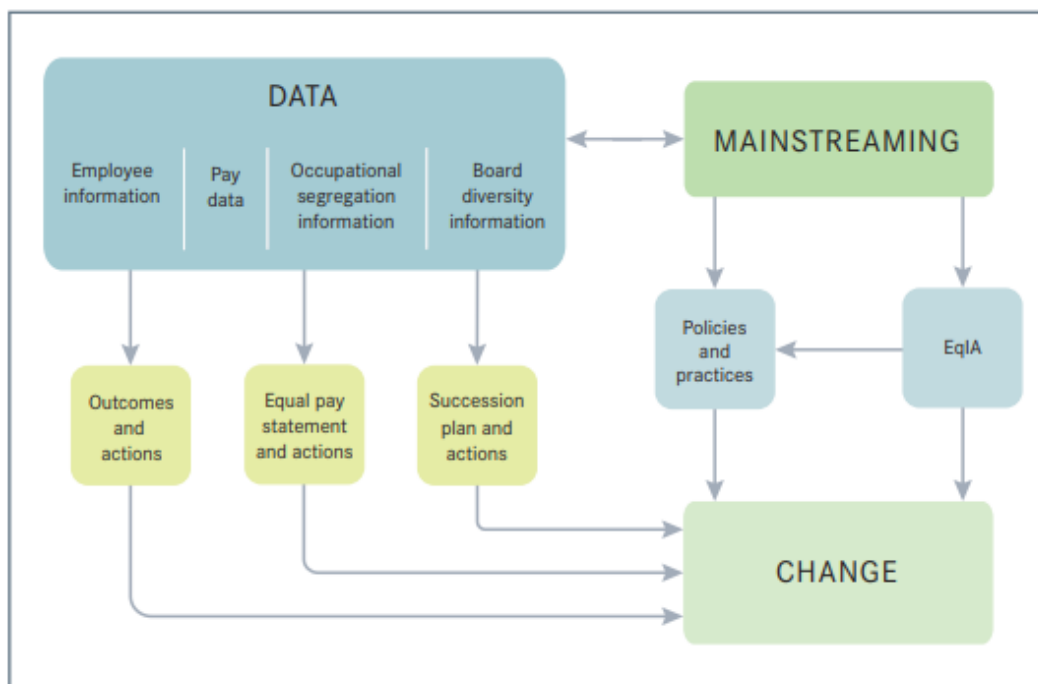 DATA
Employee
information
Pay
data
Occupational
segregation
information
Board
diversity
information
MAINSTREAMING
Policies
and
practices
EqIA
Outcomes
and
actions
Equal pay
statement
and actions
Succession
plan and
actions
CHANGE